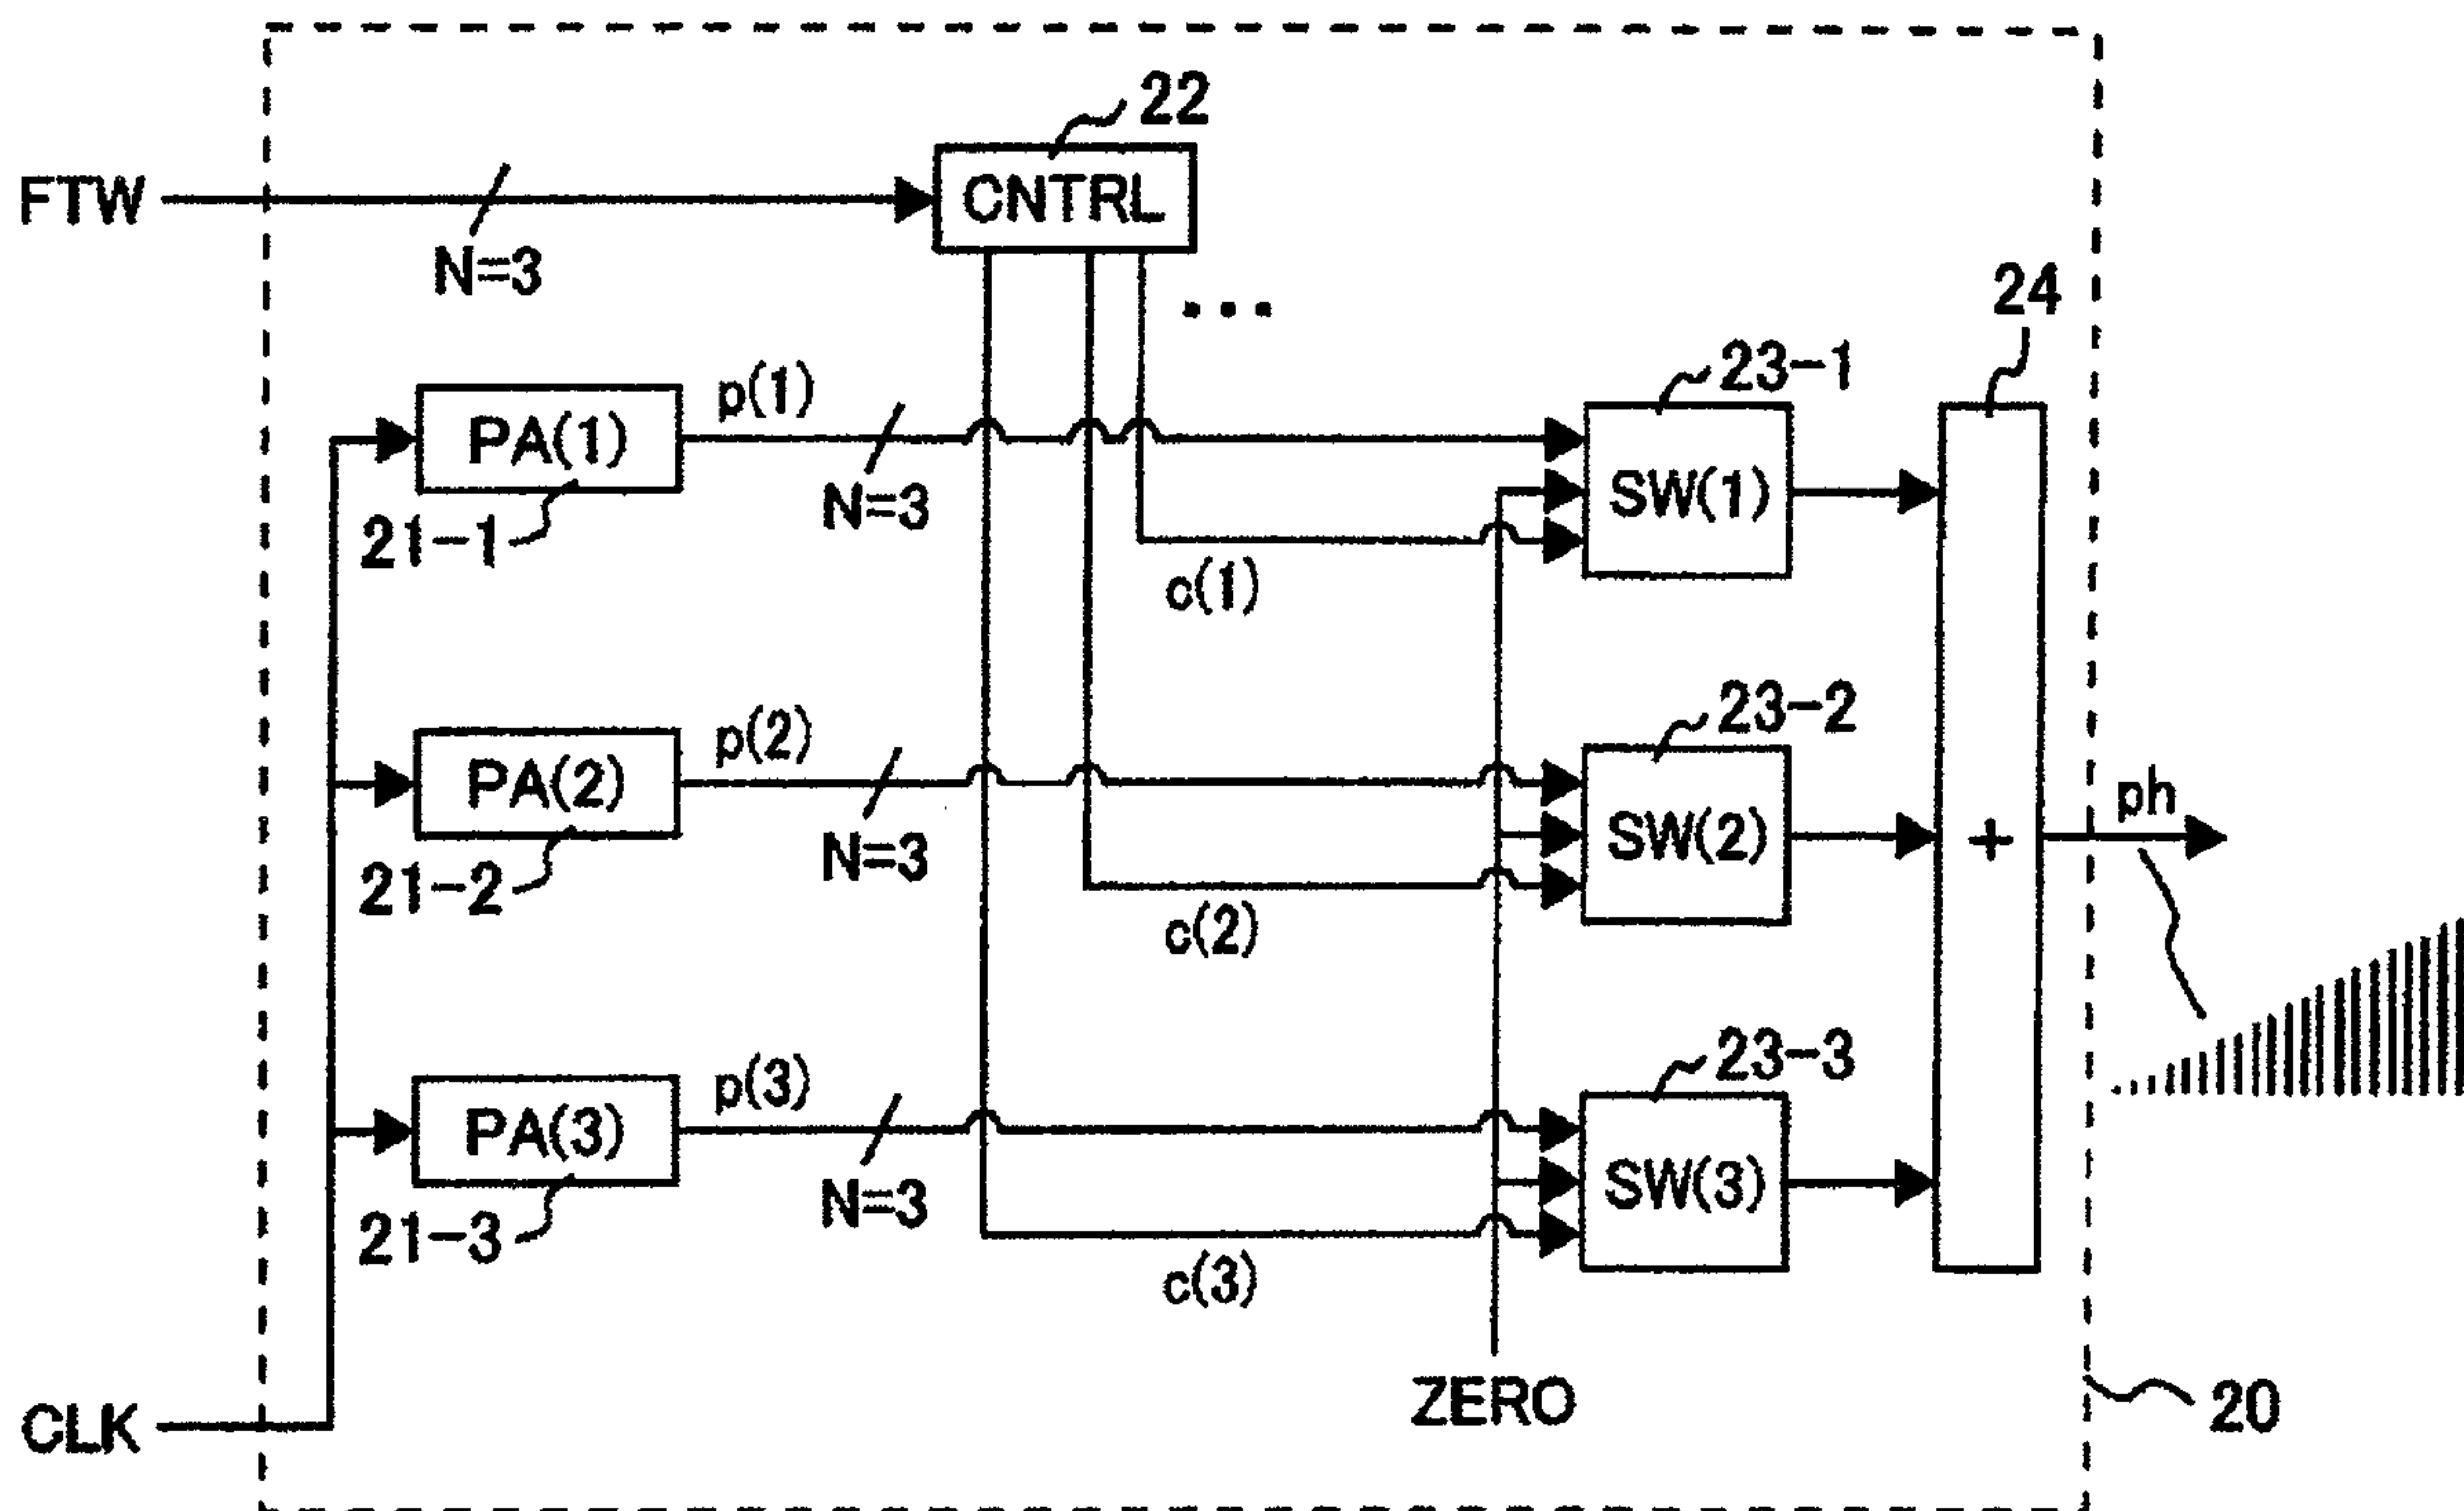 22
FTW
CNTRL
N=3
...
24
p(1)
23-1
PA(1)
SW(1)
N=3
21-1
c(1)
23-2
p(2)
PA(2)
ph
SW(2)
+
N=3
21-2
c(2)
23-3
p(3)
PA(3)
SW(3)
N=3
21-3
c(3)
ZERO
20
CLK